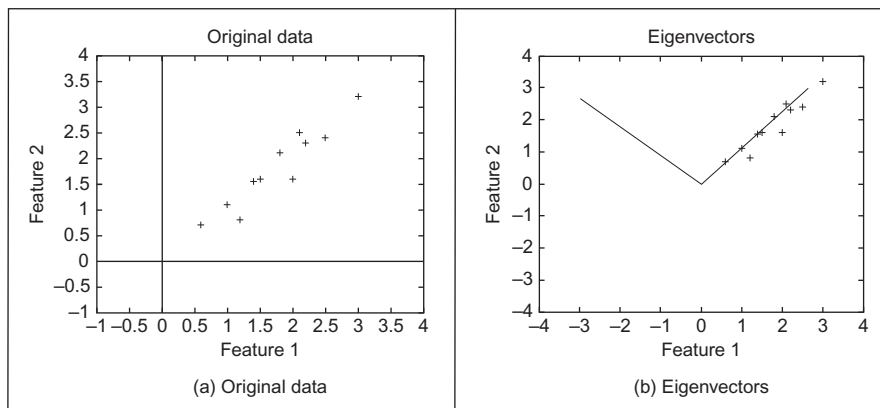 Original data
4
3.5
3
2.5
2
1.5
1
0.5
0
–0.5
–1
Feature 2
–1 –0.5 0 0.5 1 1.5 2 2.5 3 3.5 4
Feature 1
(a) Original data
Eigenvectors
4
3
2
1
0
–1
–2
–3
–4
Feature 2
–4 –3 –2 –1 0 1 2 3 4
Feature 1
(b) Eigenvectors